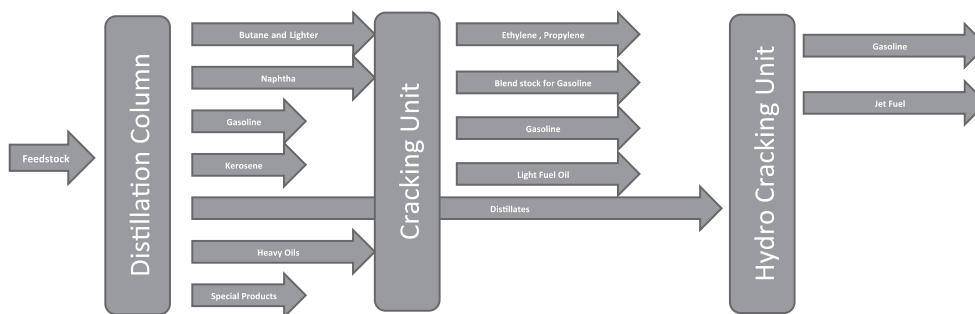 Feedstock
Distillation Column
Butane and Lighter
Naphtha
Gasoline
Kerosene
Distillates
Heavy Oils
Special Products
Cracking Unit
Ethylene , Propylene
Blend stock for Gasoline
Gasoline
Light Fuel Oil
Hydro Cracking Unit
Gasoline
Jet Fuel